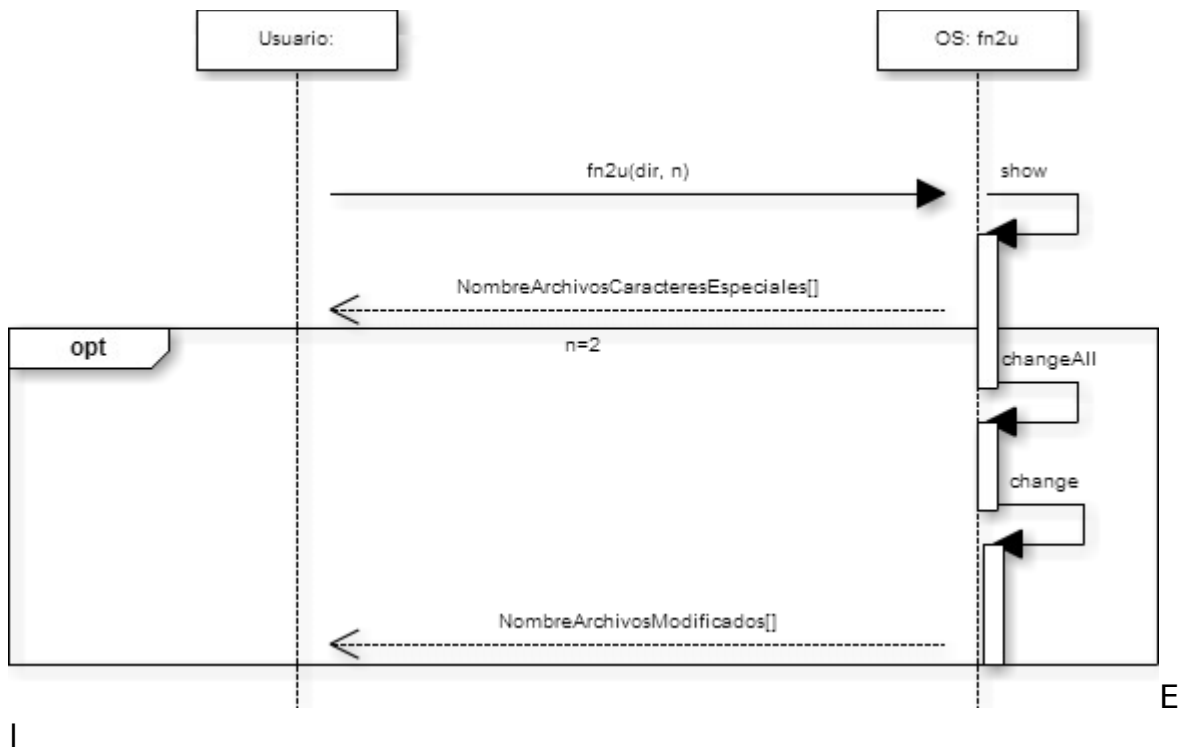 Usuario:
OS: fn2u
fn2u(dir, n)
show
NombreArchivosCaracteresEspeciales[]
opt
n=2
changeAll
change
NombreArchivosModificados[]
E
l